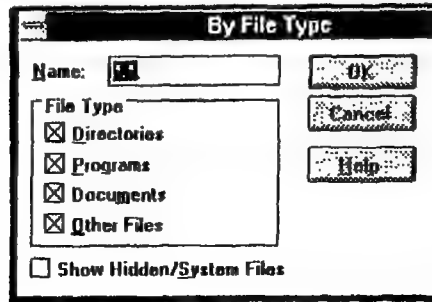 By File Type
Name: *.*
OK
File Type
Cancel
Directories
Programs
Help
Documents
Other Files
Show Hidden/System Files